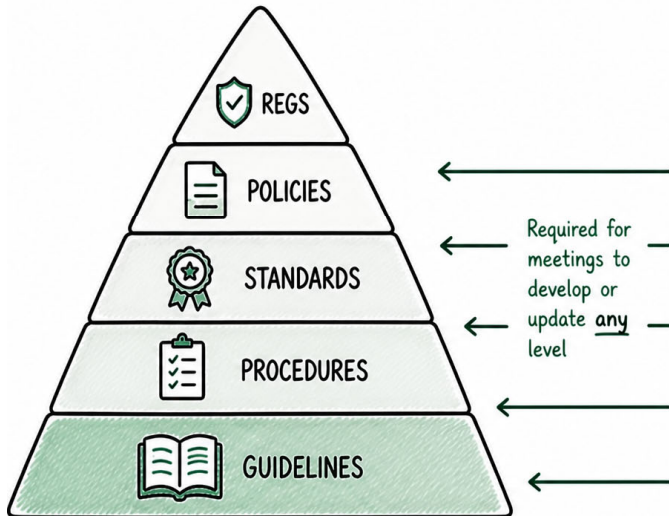 REGS
POLICIES
STANDARDS
PROCEDURES
GUIDELINES
Required for
meetings to
develop or
update any
level